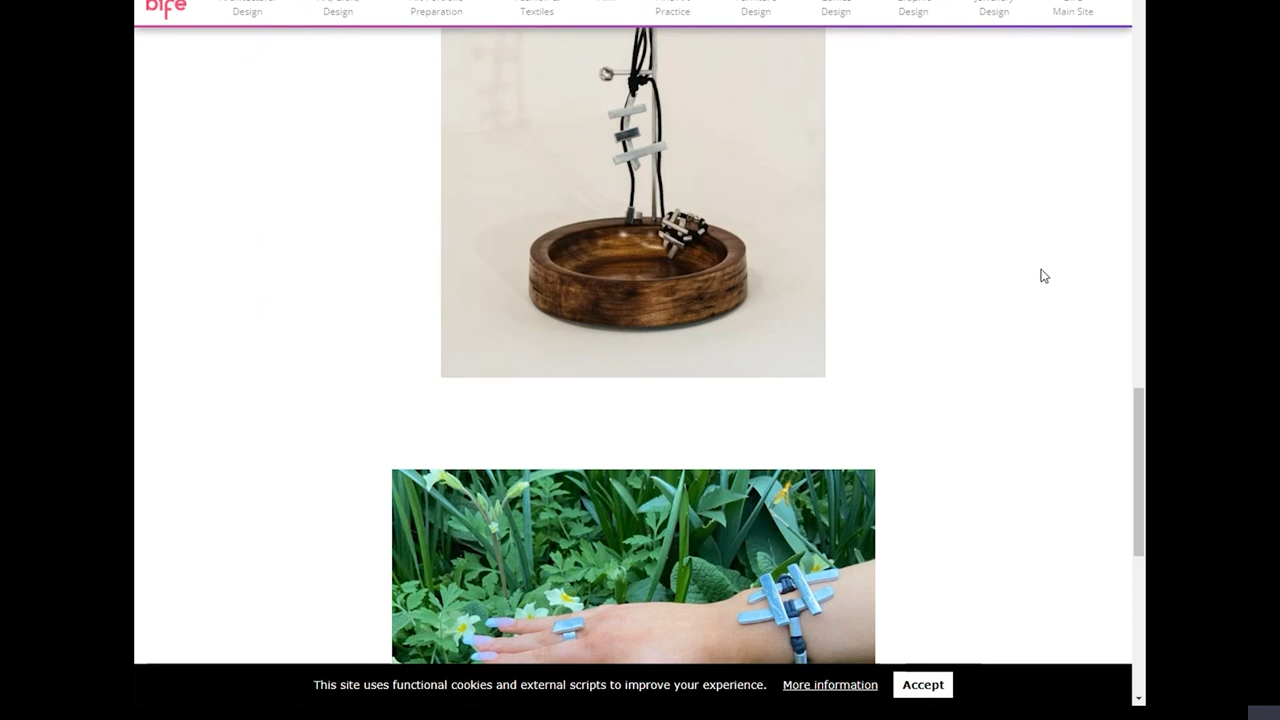 bife
Design
Design
Preparation
Textiles
Practice
Design
Design
Design
Design
Main Site
This site uses functional cookies and external scripts to improve your experience. More information Accept